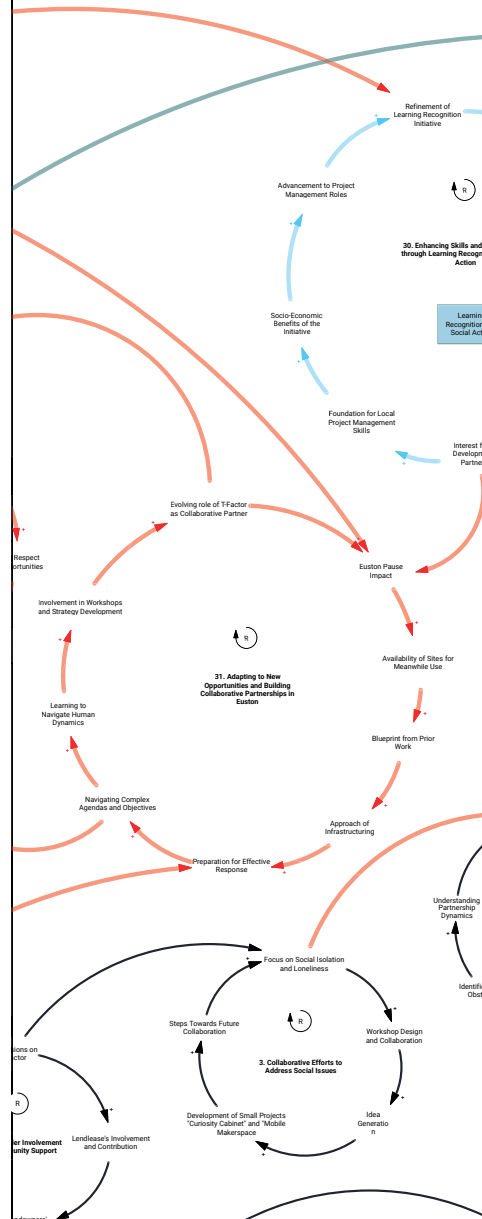 Refinement of
Learning Recognition
Initiative
Advancement to Project
Management Roles
R
30. Enhancing Skills and
through Learning Recogn
Action
Socio-Economic
Benefits of the
Initiative
Learnin
Recognition
Social Act
Foundation for Local
Project Management
Skills
Interest f
Developm
Partne
Evolving role of T-Factor
as Collaborative Partner
Respect
ortunities
Euston Pause
Impact
Involvement in Workshops
and Strategy Development
R
31. Adapting to New
Opportunities and Building
Collaborative Partnerships in
Euston
Availability of Sites for
Meanwhile Use
Learning to
Navigate Human
Dynamics
Blueprint from Prior
Work
Navigating Complex
Agendas and Objectives
Approach of
Infrastructuring
Preparation for Effective
Response
Understanding
Partnership
Dynamics
Focus on Social Isolation
and Loneliness
Identific
Obst
Steps Towards Future
Collaboration
R
Workshop Design
and Collaboration
3. Collaborative Efforts to
Address Social Issues
ions on
ctor
R
Development of Small Projects
"Curiosity Cabinet" and "Mobile
Makerspace
Idea
Generatio
n
er Involvement
unity Support
Lendlease's Involvement
and Contribution